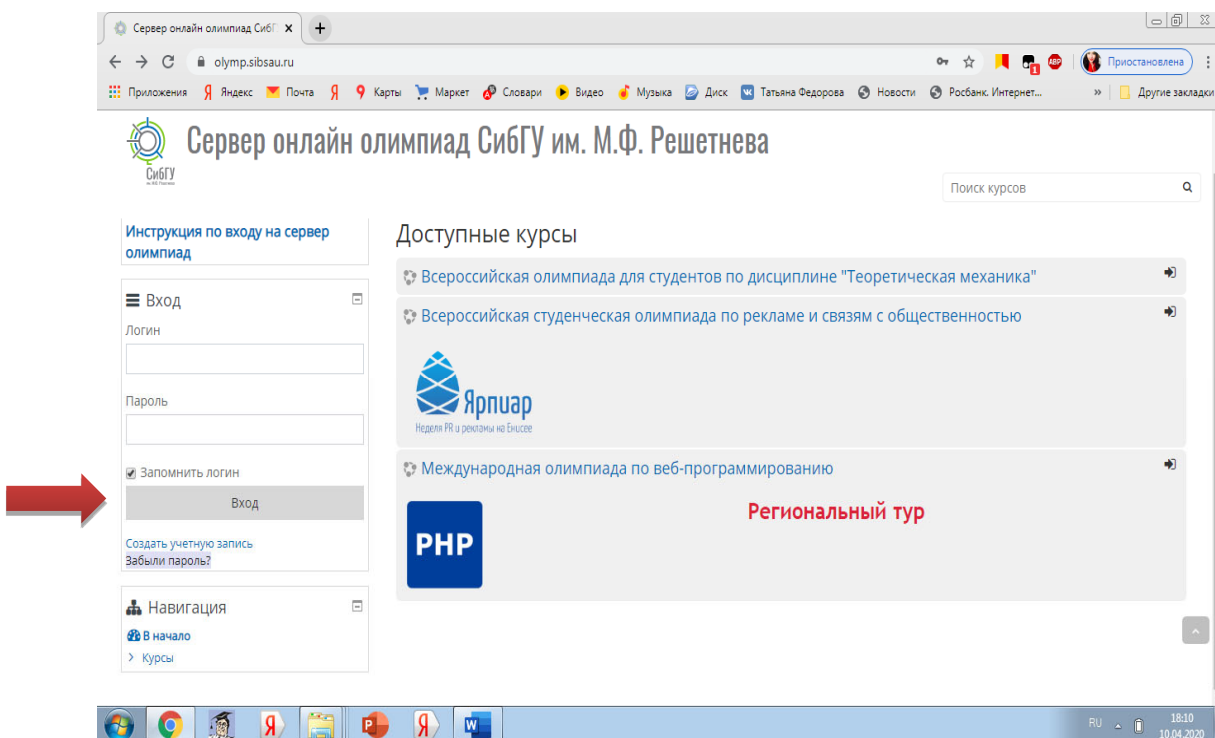 Сервер онлайн олимпиад СибГ
olymp.sibsau.ru
Приостановлена
Приложения Яндекс Почта Карты Маркет Словари Видео Музыка Диск Татьяна Федорова Новости Росбанк. Интернет... » Другие закладки
Сервер онлайн олимпиад СибГУ им. М.Ф. Решетнева
СибГУ
Поиск курсов
Инструкция по входу на сервер
олимпиад
Вход
Логин
Пароль
Запомнить логин
Вход
Создать учетную запись
Забыли пароль?
Навигация
В начало
Курсы
Доступные курсы
Всероссийская олимпиада для студентов по дисциплине "Теоретическая механика"
Всероссийская студенческая олимпиада по рекламе и связям с общественностью
Ярпиар
Неделя PR и рекламы на Енисее
Международная олимпиада по веб-программированию
PHP
Региональный тур
RU
18:10
10.04.2020